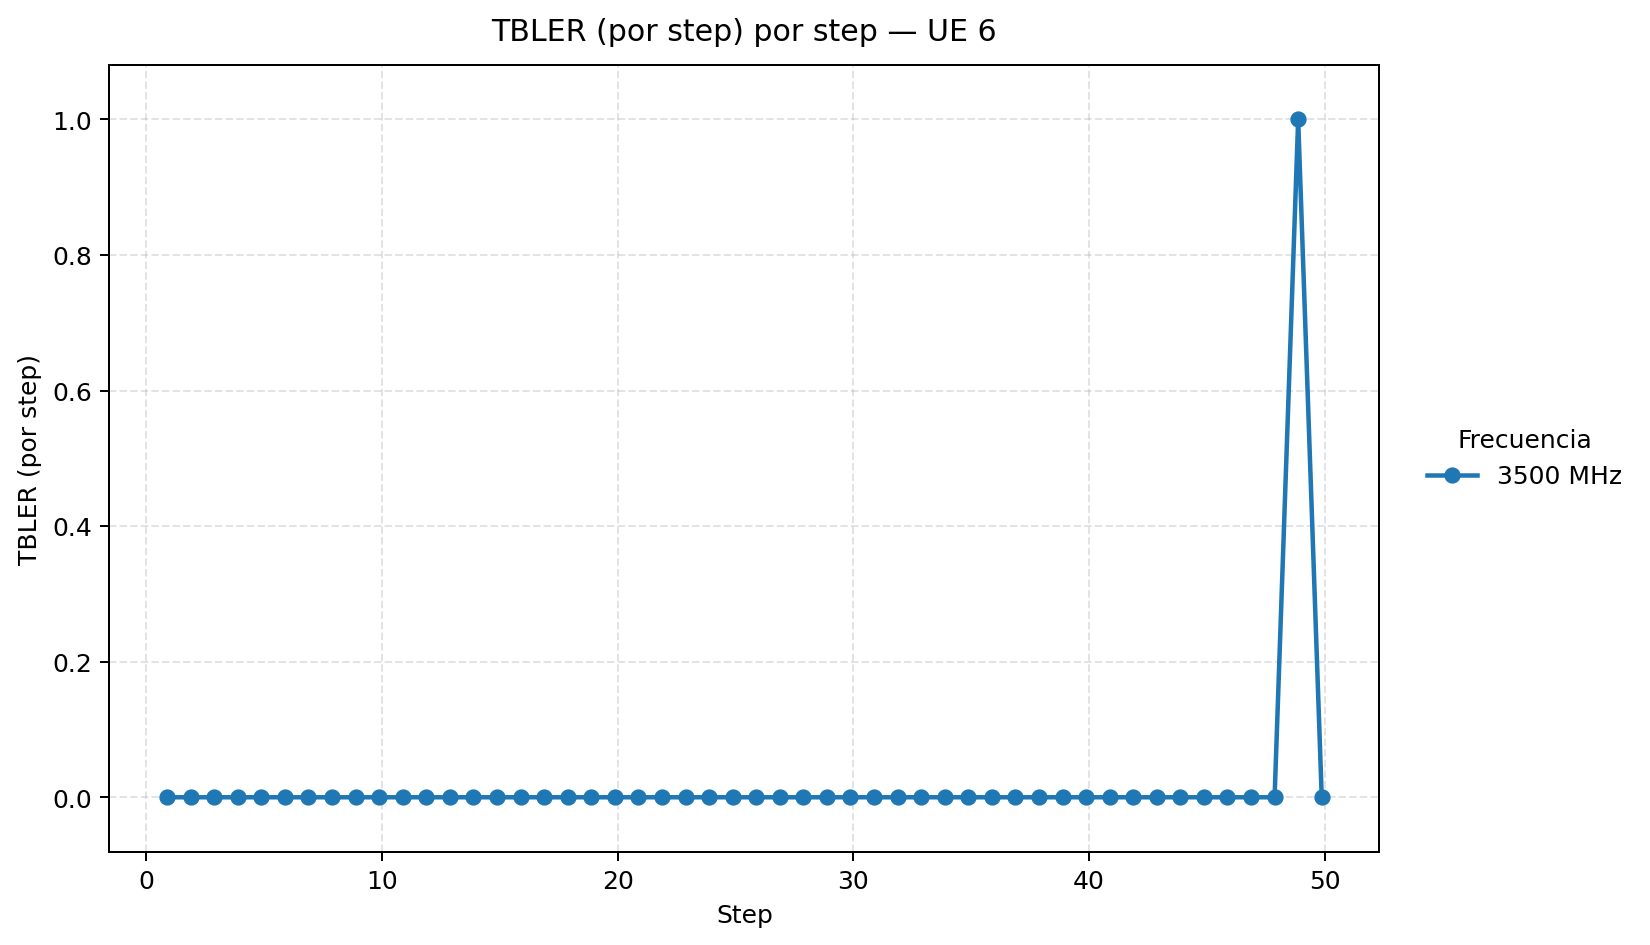 TBLER (por step) por step — UE 6
TBLER (por step)
1.0
0.8
0.6
0.4
0.2
0.0
0 10 20 30 40 50
Step
Frecuencia
3500 MHz